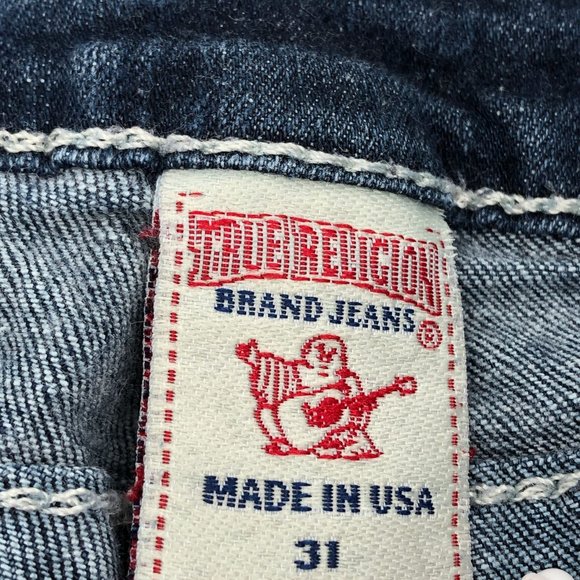 TRUE RELIGION
BRAND JEANS ®
MADE IN USA
31